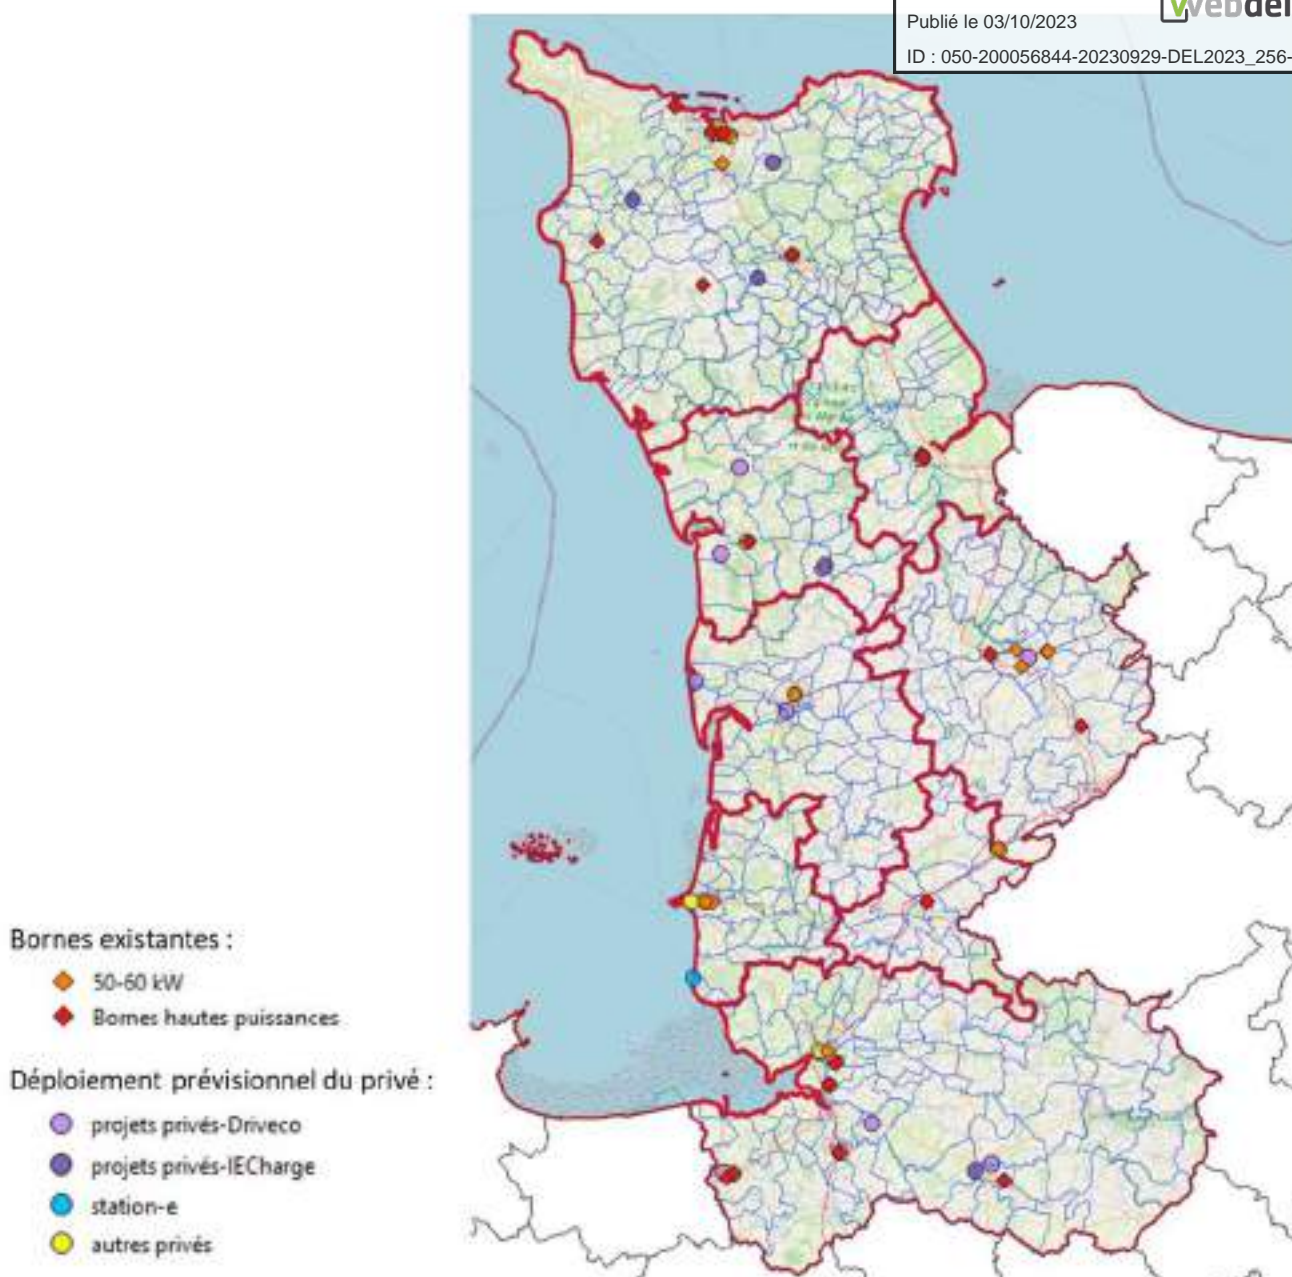 Webdel
Publié le 03/10/2023
ID : 050-200056844-20230929-DEL2023_256-
Bornes existantes :
50-60 kW
Bornes hautes puissances
Déploiement prévisionnel du privé :
projets privés-Driveco
projets privés-IECharge
station-e
autres privés